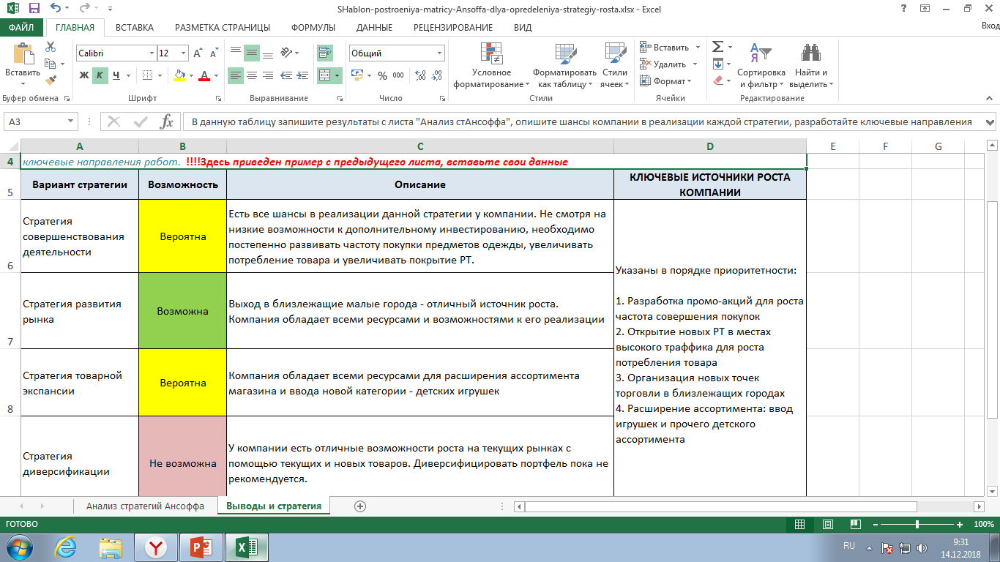 SHablon-postroeniya-matricy-Ansoffa-dlya-opredeleniya-strategiy-rosta.xlsx - Excel
ФАЙЛ ГЛАВНАЯ ВСТАВКА РАЗМЕТКА СТРАНИЦЫ ФОРМУЛЫ ДАННЫЕ РЕЦЕНЗИРОВАНИЕ ВИД Вход
Вставить
Буфер обмена
Calibri 12
Ж К Ч
Шрифт
Выравнивание
Общий
% 000
Число
Условное
форматирование
Форматировать
как таблицу
Стили
ячеек
Стили
Вставить
Удалить
Формат
Ячейки
Сортировка
и фильтр
Найти и
выделить
Редактирование
A3
fx
В данную таблицу запишите результаты с листа "Анализ стАнсоффа", опишите шансы компании в реализации каждой стратегии, разработайте ключевые направления
A B C D E F G
4 ключевые направления работ. !!!!Здесь приведен пример с предыдущего листа, вставьте свои данные
5 Вариант стратегии Возможность Описание КЛЮЧЕВЫЕ ИСТОЧНИКИ РОСТА
КОМПАНИИ
6
Стратегия
совершенствования
деятельности
Вероятна
Есть все шансы в реализации данной стратегии у компании. Не смотря на
низкие возможности к дополнительному инвестированию, необходимо
постепенно развивать частоту покупки предметов одежды, увеличивать
потребление товара и увеличивать покрытие РТ.
7
Стратегия развития
рынка
Возможна
Выход в близлежащие малые города - отличный источник роста.
Компания обладает всеми ресурсами и возможностями к его реализации
8
Стратегия товарной
экспансии
Вероятна
Компания обладает всеми ресурсами для расширения ассортимента
магазина и ввода новой категории - детских игрушек
Стратегия
диверсификации
Не возможна
У компании есть отличные возможности роста на текущих рынках с
помощью текущих и новых товаров. Диверсифицировать портфель пока не
рекомендуется.
Указаны в порядке приоритетности:
1. Разработка промо-акций для роста
частота совершения покупок
2. Открытие новых РТ в местах
высокого траффика для роста
потребления товара
3. Организация новых точек
торговли в близлежащих городах
4. Расширение ассортимента: ввод
игрушек и прочего детского
ассортимента
Анализ стратегий Ансоффа Выводы и стратегия
ГОТОВО
100%
RU
9:31
14.12.2018